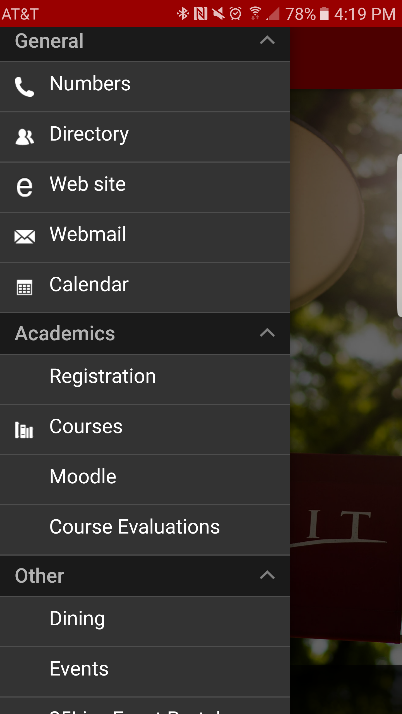 AT&T 78% 4:19 PM
General
Numbers
Directory
e Web site
Webmail
Calendar
Academics
Registration
Courses
Moodle
Course Evaluations
I T
Other
Dining
Events